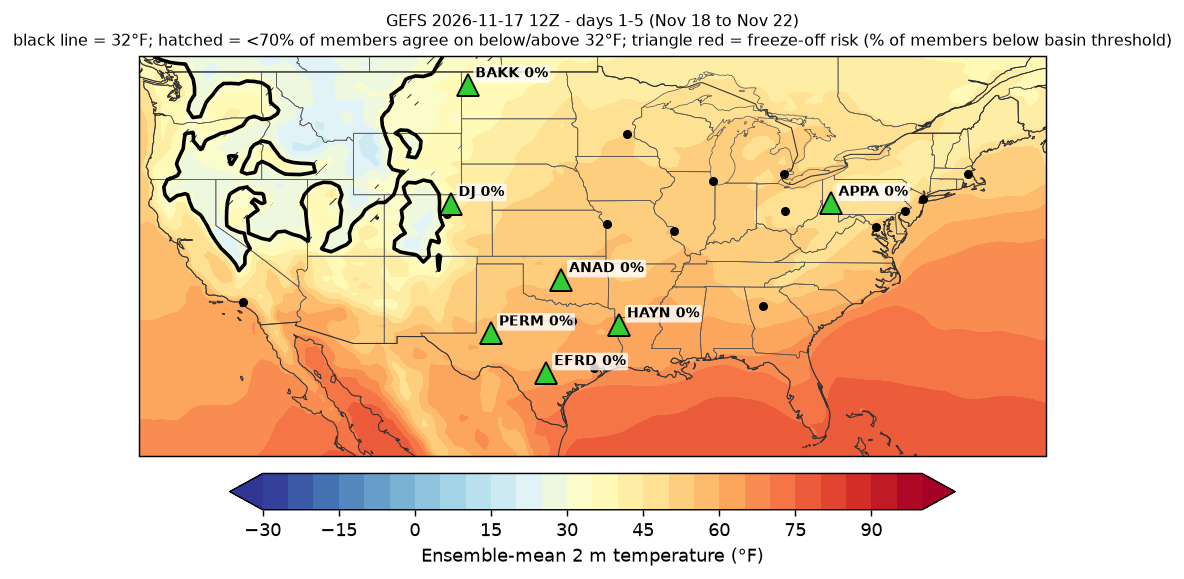 GEFS 2026-11-17 12Z - days 1-5 (Nov 18 to Nov 22)
black line = 32°F; hatched = <70% of members agree on below/above 32°F; triangle red = freeze-off risk (% of members below basin threshold)
BAKK 0%
DJ 0%
APPA 0%
ANAD 0%
HAYN 0%
PERM 0%
EFRD 0%
−30 −15 0 15 30 45 60 75 90
Ensemble-mean 2 m temperature (°F)